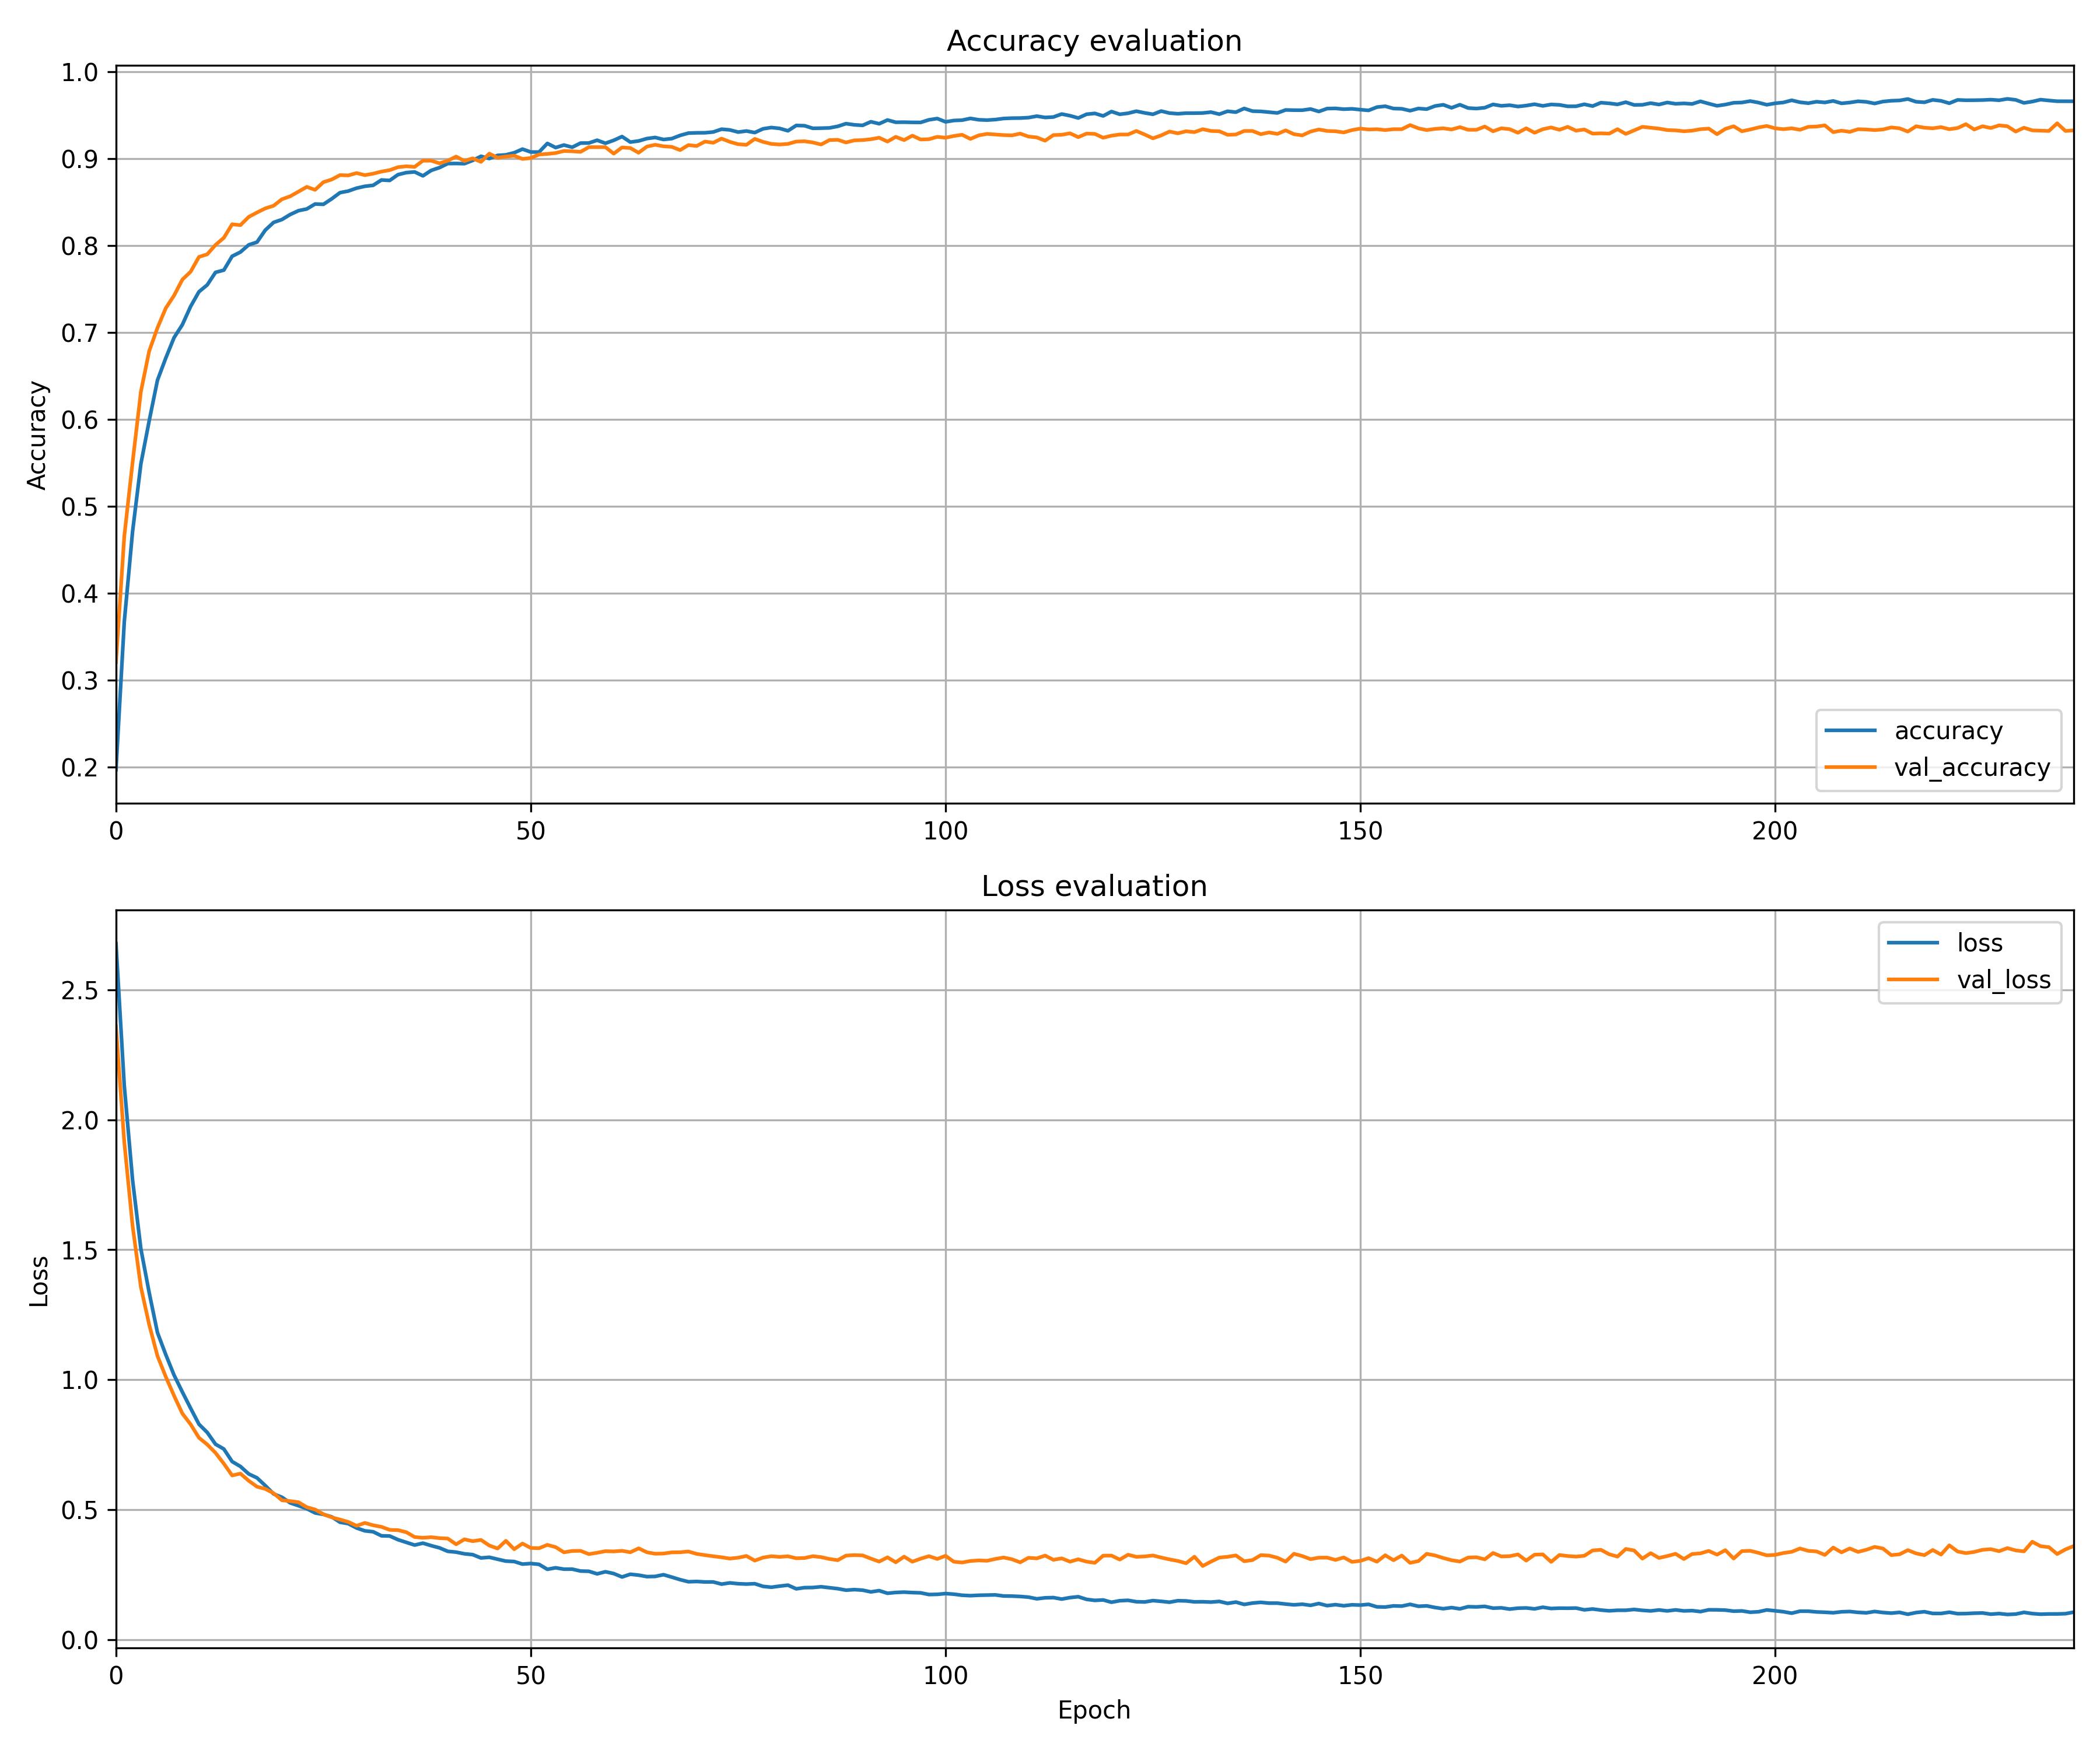 Accuracy evaluation
1.0
0.9
0.8
0.7
0.6
0.5
0.4
0.3
0.2
Accuracy
accuracy
val_accuracy
0 50 100 150 200
Loss evaluation
loss
val_loss
2.5
2.0
1.5
1.0
0.5
0.0
Loss
0 50 100 150 200
Epoch